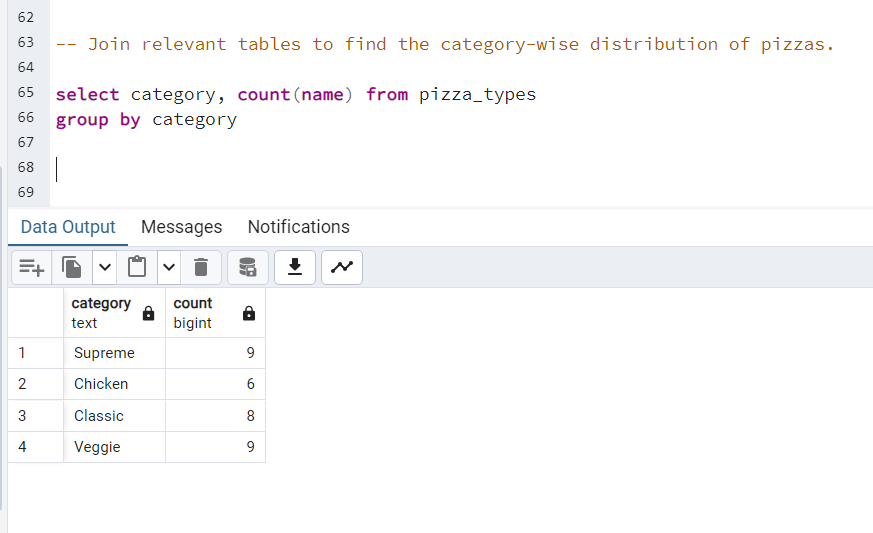 62
63 -- Join relevant tables to find the category-wise distribution of pizzas.
64
65 select category, count(name) from pizza_types
66 group by category
67
68
69
Data Output Messages Notifications
category count
text bigint
1 Supreme 9
2 Chicken 6
3 Classic 8
4 Veggie 9